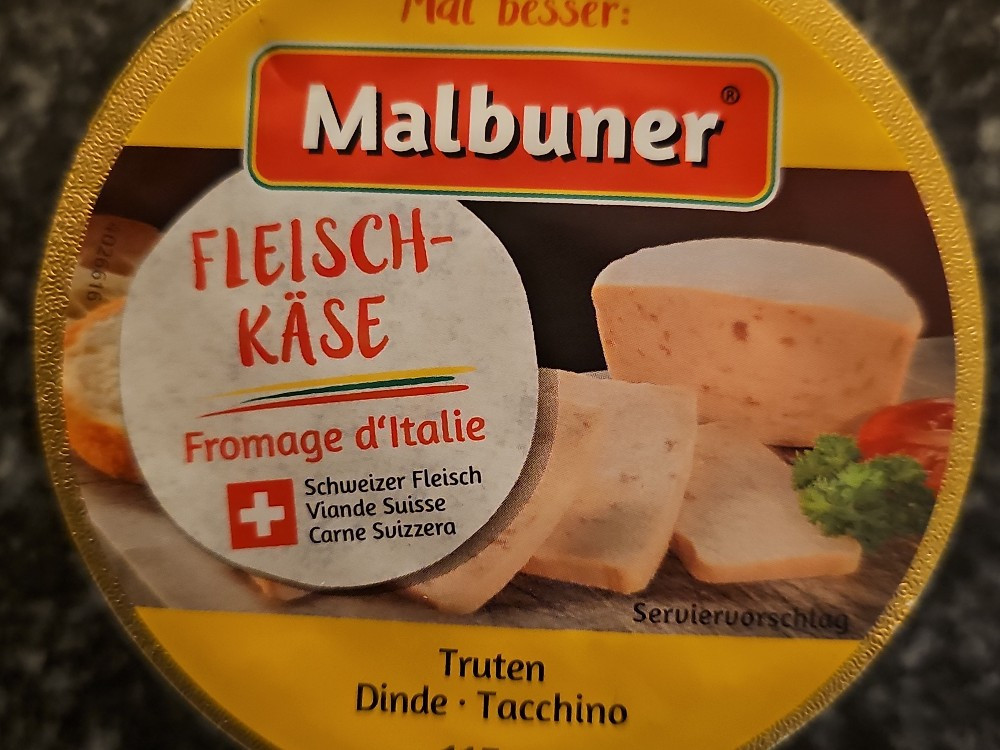 Mal besser:
Malbuner®
FLEISCH-
KÄSE
Fromage d'Italie
Schweizer Fleisch
Viande Suisse
Carne Svizzera
Serviervorschlag
Truten
Dinde · Tacchino